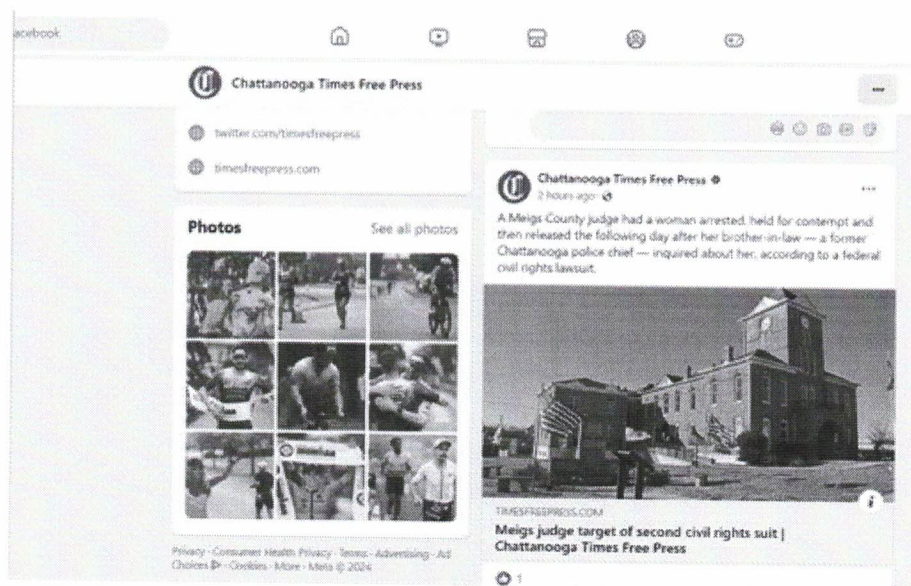 acebook
Chattanooga Times Free Press
twitter.com/timesfreepress
timesfreepress.com
Photos
See all photos
Privacy · Consumer Health Privacy · Terms · Advertising · Ad
Choices · Cookies · More · Meta © 2024
Chattanooga Times Free Press
2 hours ago ·
A Meigs County judge had a woman arrested, held for contempt and
then released the following day after her brother-in-law — a former
Chattanooga police chief — inquired about her, according to a federal
civil rights lawsuit.
TIMESFREEPRESS.COM
Meigs judge target of second civil rights suit |
Chattanooga Times Free Press
1